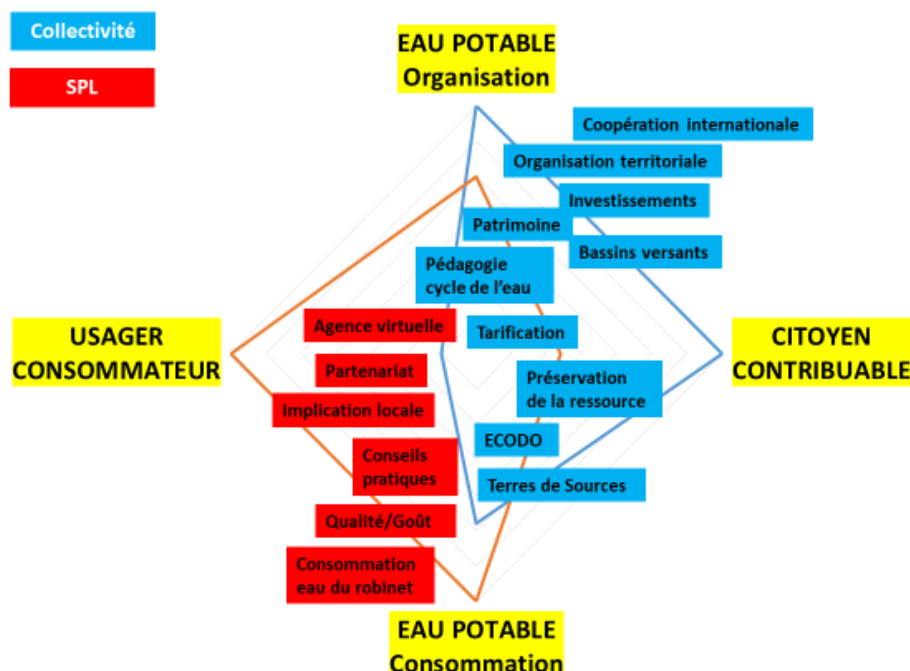 Collectivité
SPL
EAU POTABLE
Organisation
Coopération internationale
Organisation territoriale
Investissements
Patrimoine
Bassins versants
Pédagogie
cycle de l'eau
Agence virtuelle
Tarification
USAGER
CONSOMMATEUR
CITOYEN
CONTRIBUABLE
Partenariat
Préservation
de la ressource
Implication locale
ECODO
Conseils
pratiques
Terres de Sources
Qualité/Goût
Consommation
eau du robinet
EAU POTABLE
Consommation